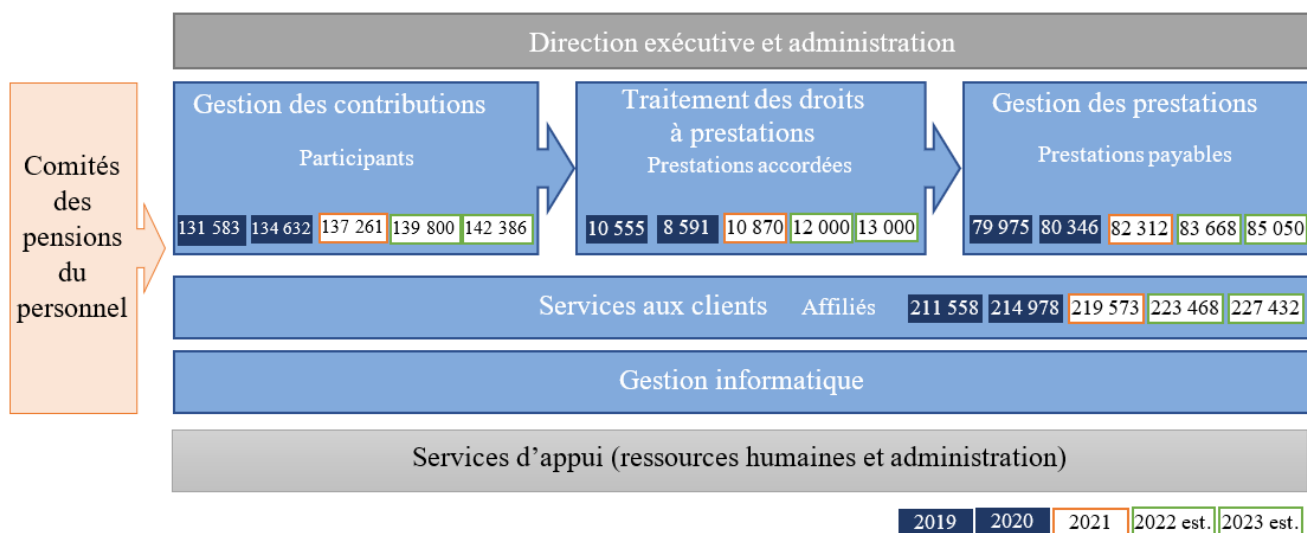 Direction exécutive et administration
Comités
des
pensions
du
personnel
Gestion des contributions
Participants
131 583 134 632 137 261 139 800 142 386
Traitement des droits
à prestations
Prestations accordées
10 555 8 591 10 870 12 000 13 000
Gestion des prestations
Prestations payables
79 975 80 346 82 312 83 668 85 050
Services aux clients Affiliés 211 558 214 978 219 573 223 468 227 432
Gestion informatique
Services d’appui (ressources humaines et administration)
2019 2020 2021 2022 est. 2023 est.